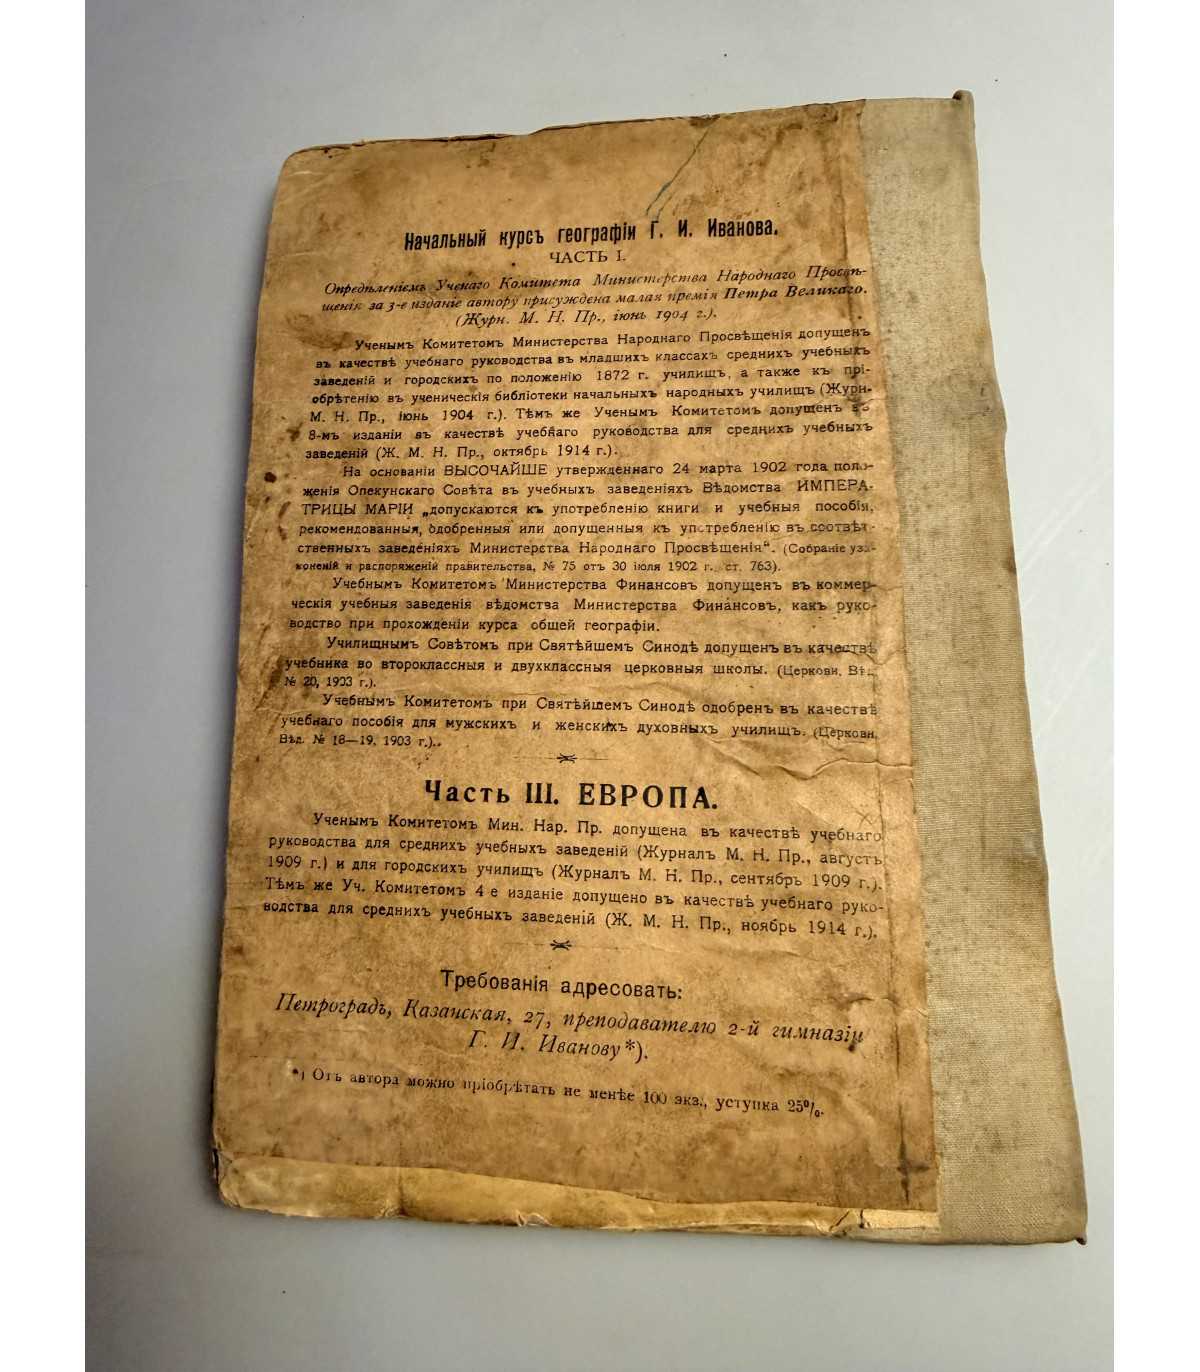 Начальный курсъ географіи Г. И. Иванова.
ЧАСТЬ I.
Опредѣленіемъ Ученаго Комитета Министерства Народнаго Просвѣ-
щенія за 3-е изданіе автору присуждена малая премія Петра Великаго.
(Журн. М. Н. Пр., іюнь 1904 г.).
Ученымъ Комитетомъ Министерства Народнаго Просвѣщенія допущенъ
въ качествѣ учебнаго руководства въ младшихъ классахъ среднихъ учебныхъ
заведеній и городскихъ по положенію 1872 г. училищъ, а также къ прі-
обрѣтенію въ ученическія библіотеки начальныхъ народныхъ училищъ (Журн.
М. Н. Пр., іюнь 1904 г.). Тѣмъ же Ученымъ Комитетомъ допущенъ въ
8-мъ изданіи въ качествѣ учебнаго руководства для среднихъ учебныхъ
заведеній (Ж. М. Н. Пр., октябрь 1914 г.).
На основаніи ВЫСОЧАЙШЕ утвержденнаго 24 марта 1902 года поло-
женія Опекунскаго Совѣта въ учебныхъ заведеніяхъ Вѣдомства ИМПЕРА-
ТРИЦЫ МАРІИ „допускаются къ употребленію книги и учебныя пособія,
рекомендованныя, одобренныя или допущенныя къ употребленію въ соотвѣт-
ственныхъ заведеніяхъ Министерства Народнаго Просвѣщенія“. (Собраніе уза-
коненій и распоряженій правительства, № 75 отъ 30 іюля 1902 г., ст. 763).
Учебнымъ Комитетомъ Министерства Финансовъ допущенъ въ коммер-
ческія учебныя заведенія вѣдомства Министерства Финансовъ, какъ руко-
водство при прохожденіи курса общей географіи.
Училищнымъ Совѣтомъ при Святѣйшемъ Синодѣ допущенъ въ качествѣ
учебника во второклассныя и двухклассныя церковныя школы. (Церковн. Вѣд.
№ 20, 1903 г.).
Учебнымъ Комитетомъ при Святѣйшемъ Синодѣ одобренъ въ качествѣ
учебнаго пособія для мужскихъ и женскихъ духовныхъ училищъ. (Церковн.
Вѣд. № 18—19, 1903 г.)..
Часть III. ЕВРОПА.
Ученымъ Комитетомъ Мин. Нар. Пр. допущена въ качествѣ учебнаго
руководства для среднихъ учебныхъ заведеній (Журналъ М. Н. Пр., августъ
1909 г.) и для городскихъ училищъ (Журналъ М. Н. Пр., сентябрь 1909 г.).
Тѣмъ же Уч. Комитетомъ 4 е изданіе допущено въ качествѣ учебнаго руко-
водства для среднихъ учебныхъ заведеній (Ж. М. Н. Пр., ноябрь 1914 г.).
Требованія адресовать:
Петроградъ, Казанская, 27, преподавателю 2-й гимназіи
Г. И. Иванову*).
*) Отъ автора можно пріобрѣтать не менѣе 100 экз., уступка 25%.